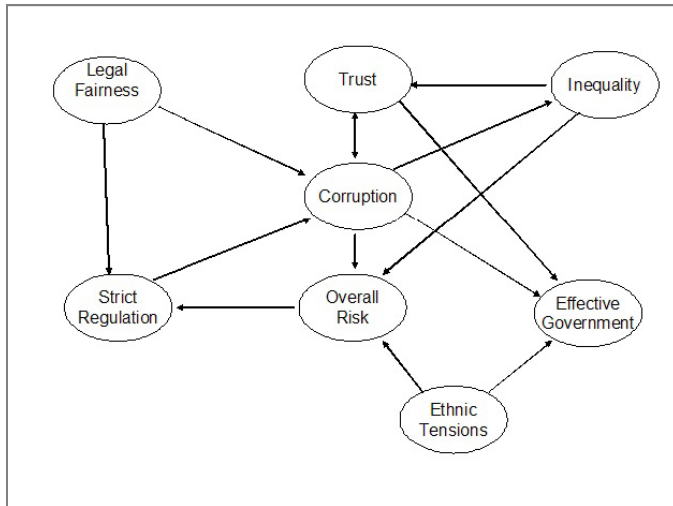 Legal
Fairness
Trust
Inequality
Corruption
Strict
Regulation
Overall
Risk
Effective
Government
Ethnic
Tensions